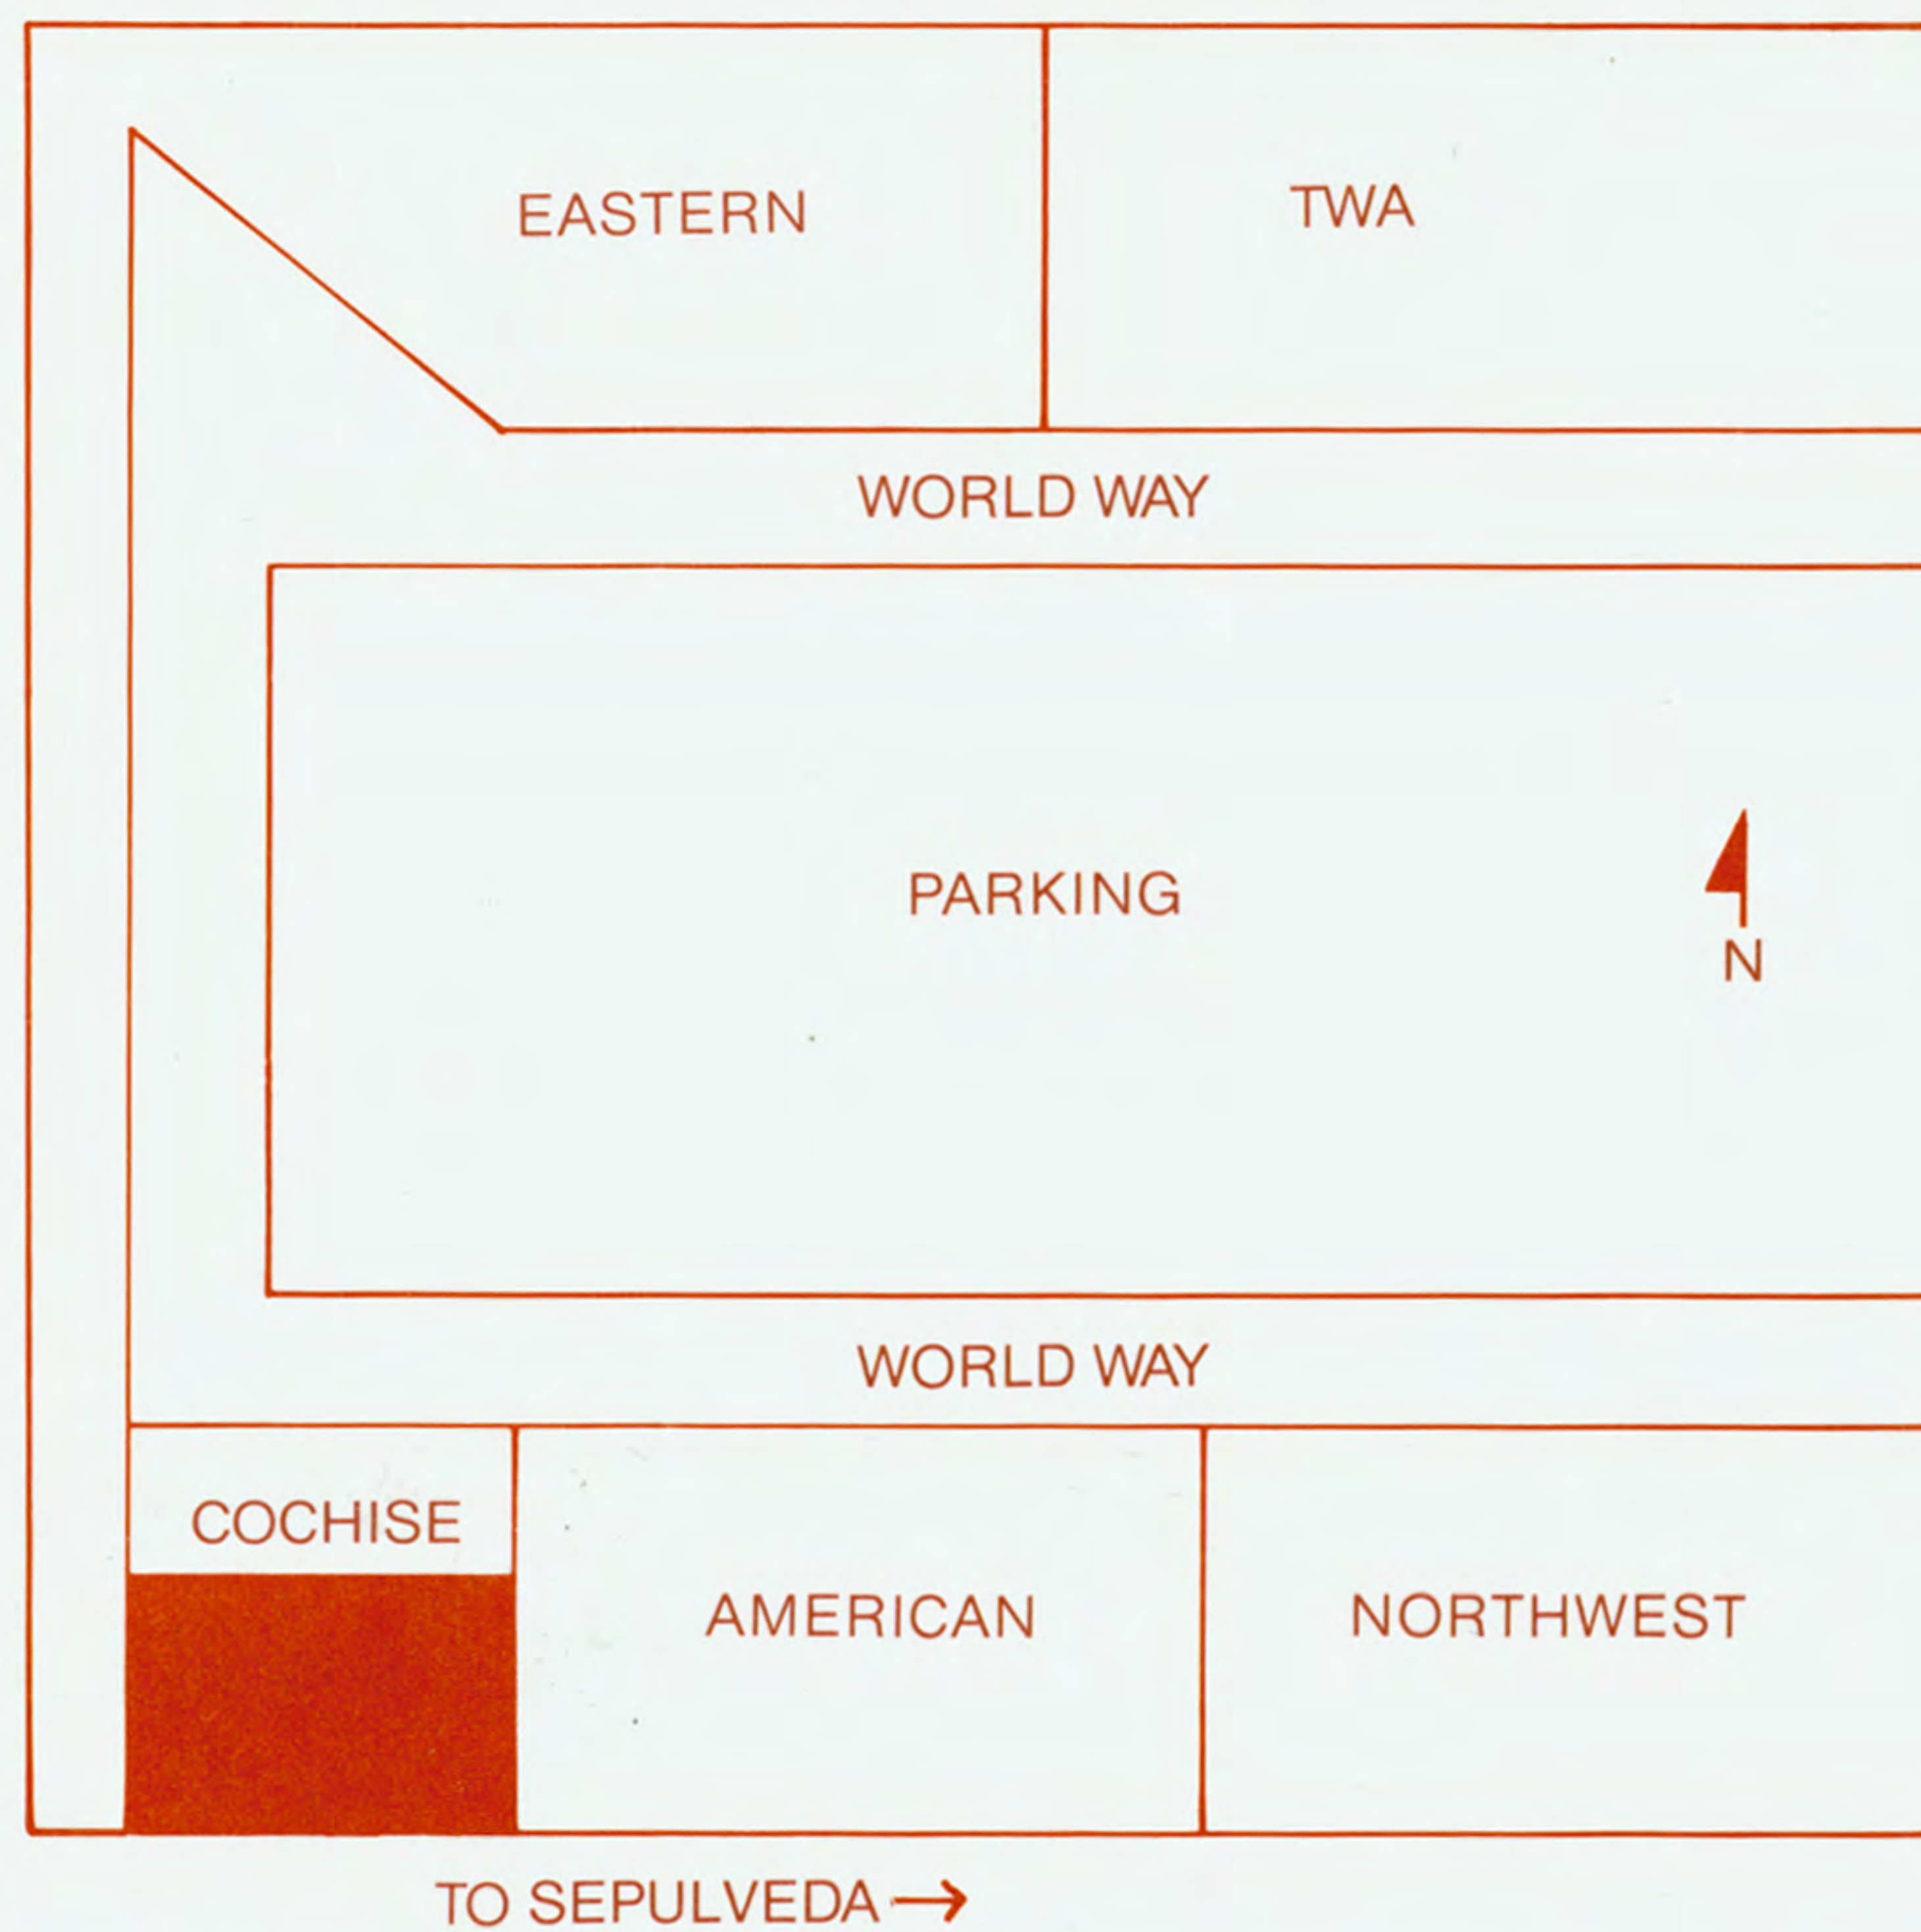 EASTERN
TWA
WORLD WAY
PARKING
N
WORLD WAY
COCHISE
AMERICAN
NORTHWEST
TO SEPULVEDA →